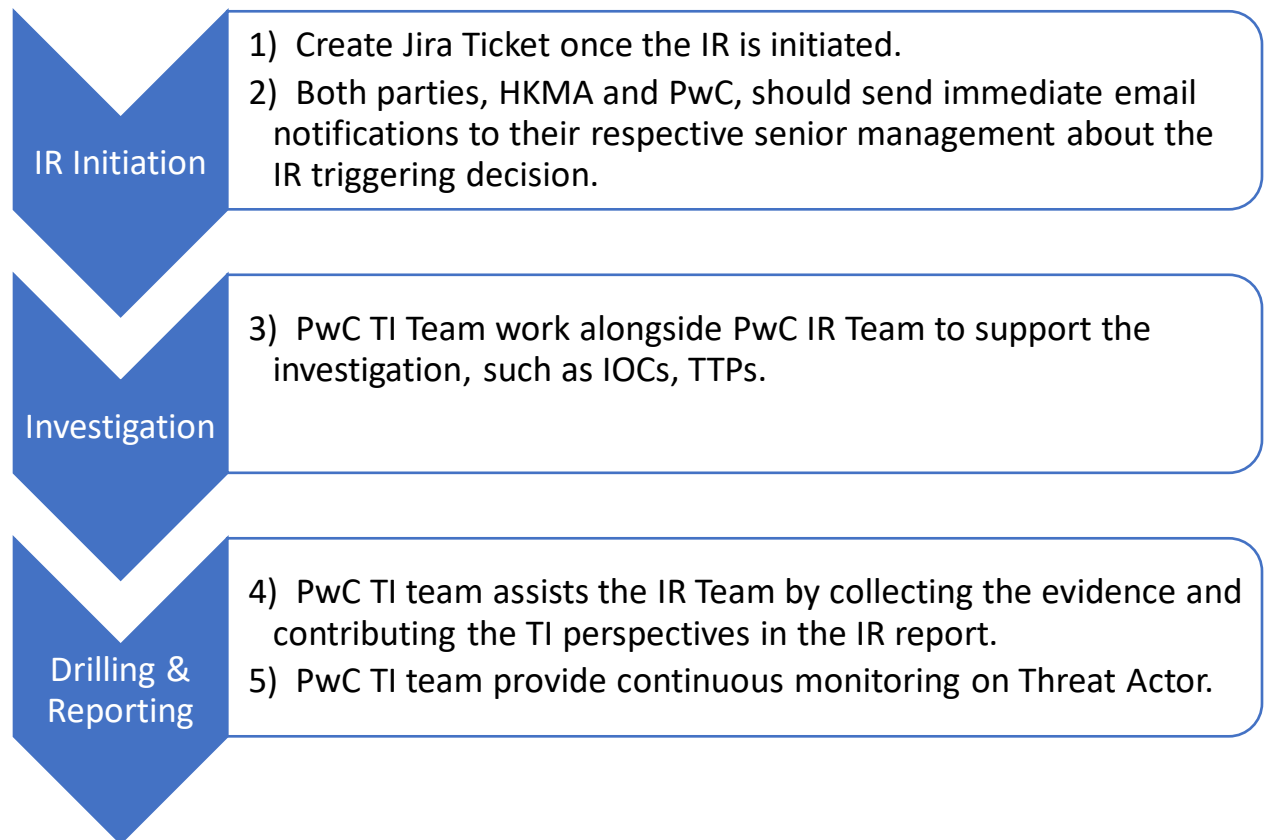 IR Initiation
1) Create Jira Ticket once the IR is initiated.
2) Both parties, HKMA and PwC, should send immediate email
notifications to their respective senior management about the
IR triggering decision.
Investigation
3) PwC TI Team work alongside PwC IR Team to support the
investigation, such as IOCs, TTPs.
Drilling &
Reporting
4) PwC TI team assists the IR Team by collecting the evidence and
contributing the TI perspectives in the IR report.
5) PwC TI team provide continuous monitoring on Threat Actor.